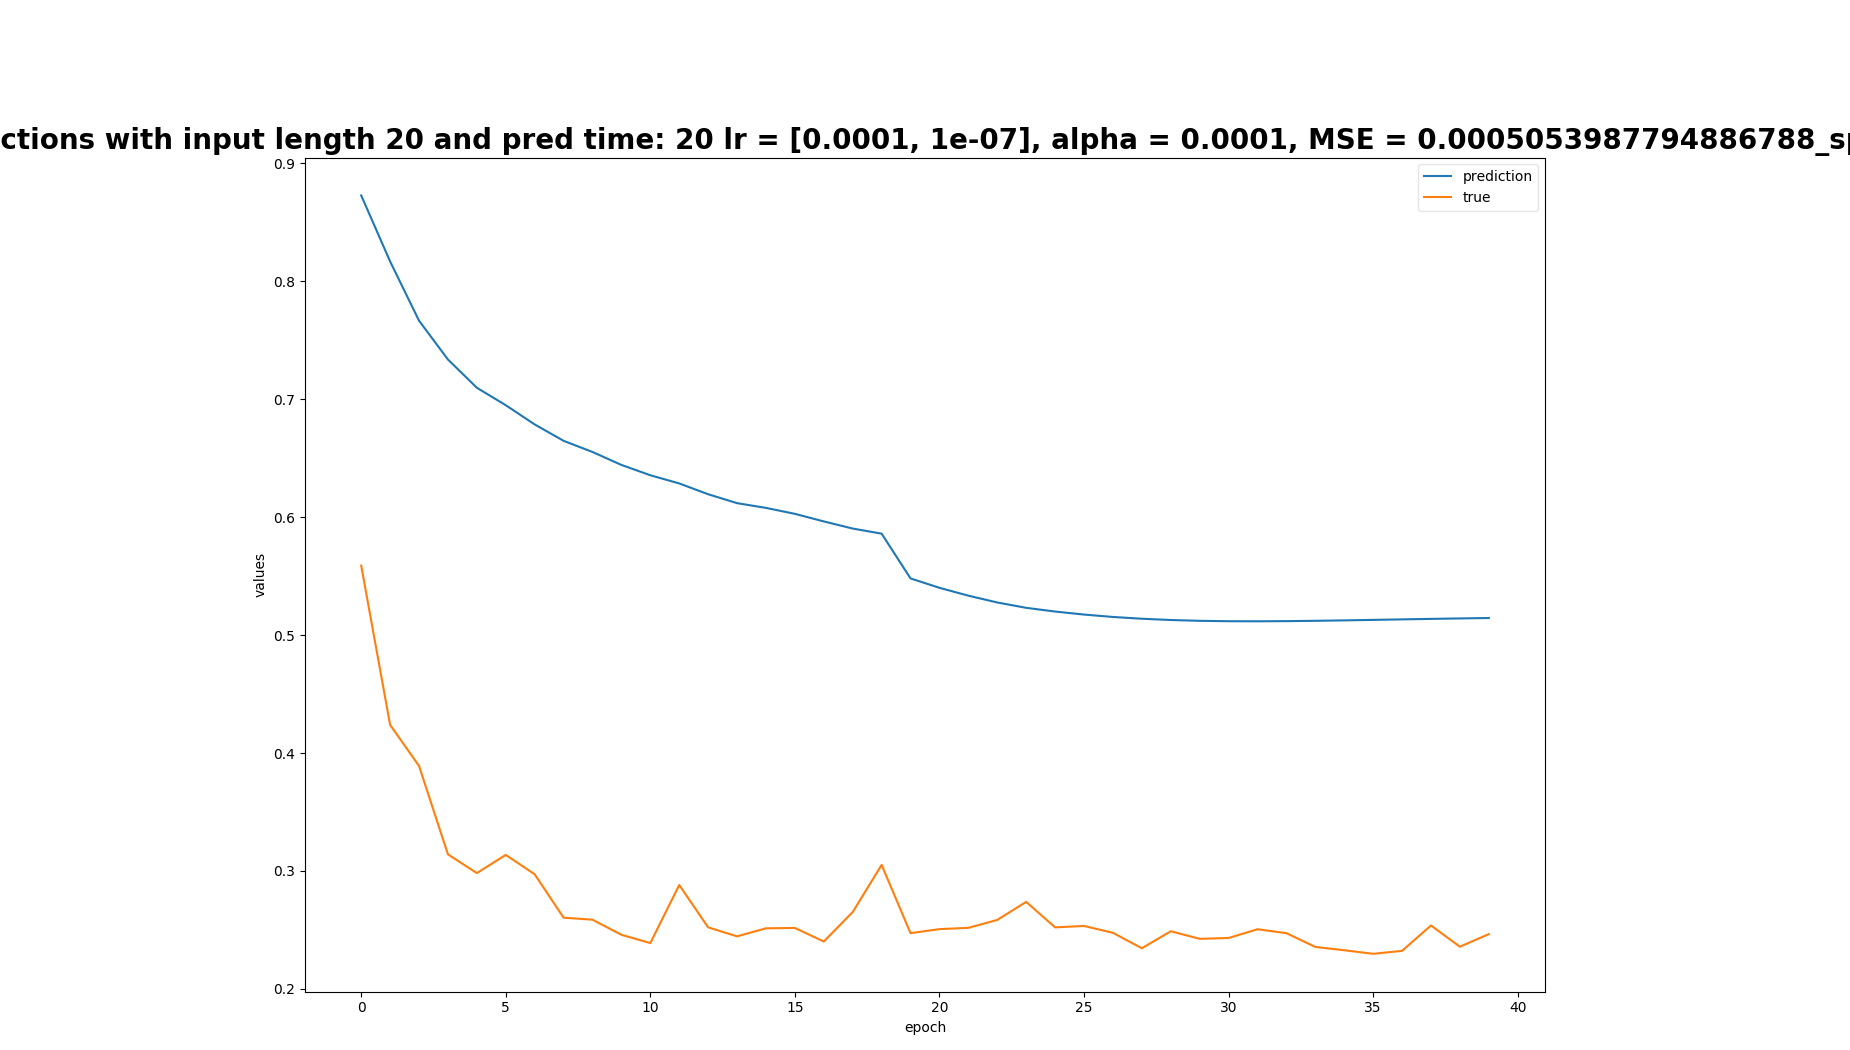 ctions with input length 20 and pred time: 20 lr = [0.0001, 1e-07], alpha = 0.0001, MSE = 0.0005053987794886788_sp
prediction
true
0.9
0.8
0.7
0.6
0.5
0.4
0.3
0.2
values
0 5 10 15 20 25 30 35 40
epoch